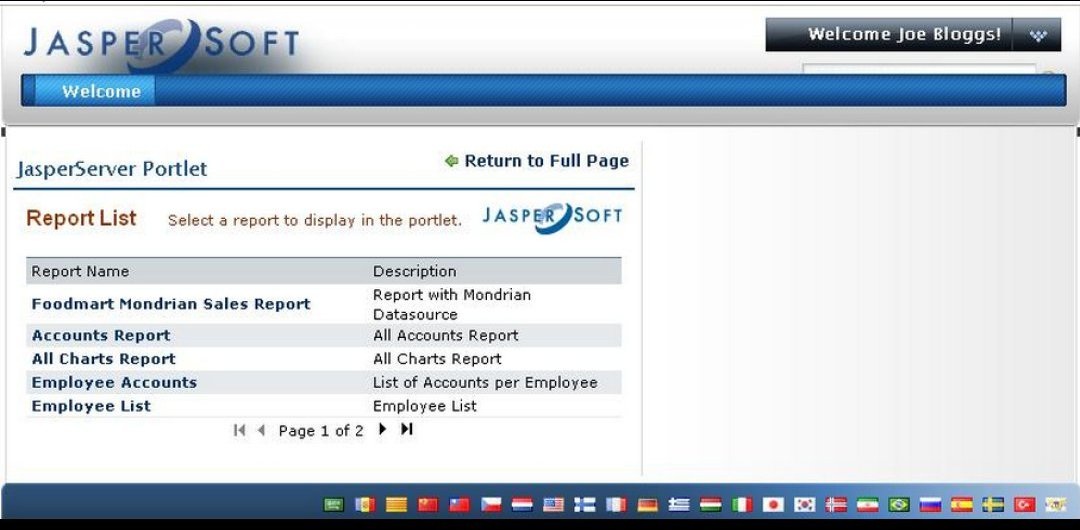 JASPERSOFT
Welcome Joe Bloggs!
Welcome
JasperServer Portlet
Return to Full Page
Report List
Select a report to display in the portlet.
JASPERSOFT
Report Name Description
Foodmart Mondrian Sales Report Report with Mondrian
Datasource
Accounts Report All Accounts Report
All Charts Report All Charts Report
Employee Accounts List of Accounts per Employee
Employee List Employee List
Page 1 of 2